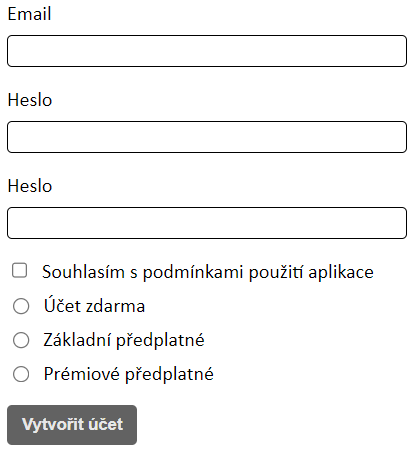 Email
Heslo
Heslo
Souhlasím s podmínkami použití aplikace
Účet zdarma
Základní předplatné
Prémiové předplatné
Vytvořit účet